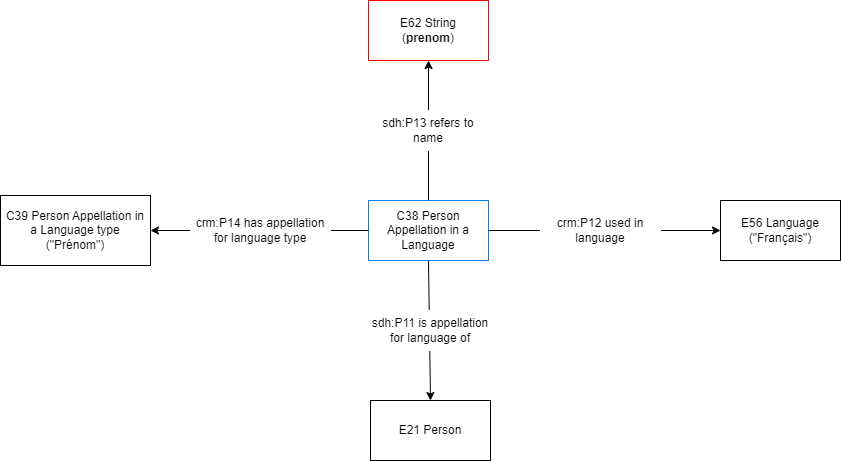 E62 String
(prenom)
sdh:P13 refers to
name
C39 Person Appellation in
a Language type
("Prénom")
crm:P14 has appellation
for language type
C38 Person
Appellation in a
Language
crm:P12 used in
language
E56 Language
("Français")
sdh:P11 is appellation
for language of
E21 Person